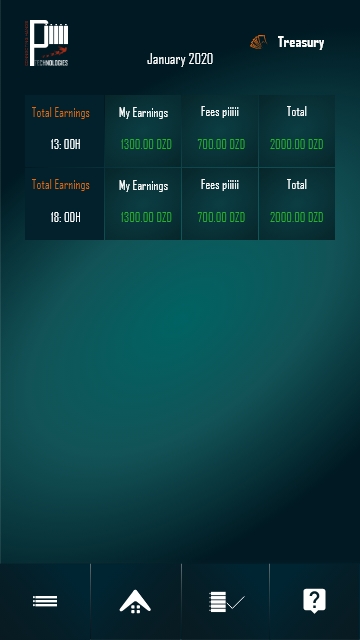 Piiii
TECHNOLOGIES
Treasury
January 2020
Total Earnings My Earnings Fees piiiii Total
13: 00H 1300.00 DZD 700.00 DZD 2000.00 DZD
Total Earnings My Earnings Fees piiiii Total
18: 00H 1300.00 DZD 700.00 DZD 2000.00 DZD
?